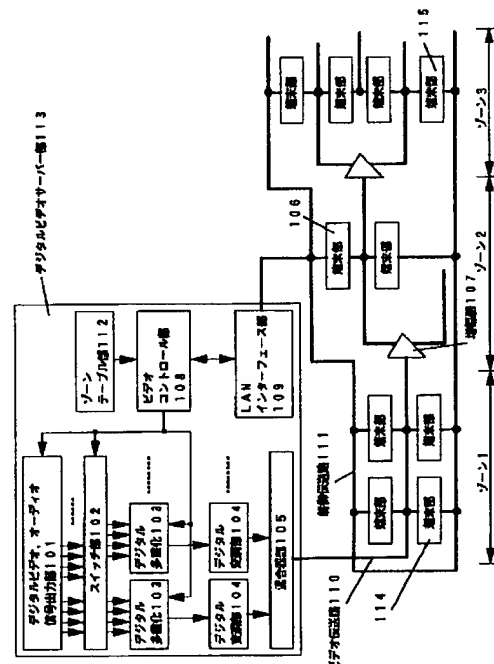 デジタルビデオサーバー部113
デジタルビデオ、オーディオ
信号出力部101
スイッチ部102
デジタル
多重化103
デジタル
多重化103
デジタル
変調部104
デジタル
変調部104
混合器部105
ゾーン
テーブル部112
ビデオ
コントロール部
108
LAN
インターフェース部
109
ビデオ伝送路110
制御伝送路111
端末部
端末部
端末部
端末部
114
増幅器107
端末部
106
端末部
端末部
端末部
端末部
端末部
115
ゾーン1
ゾーン2
ゾーン3